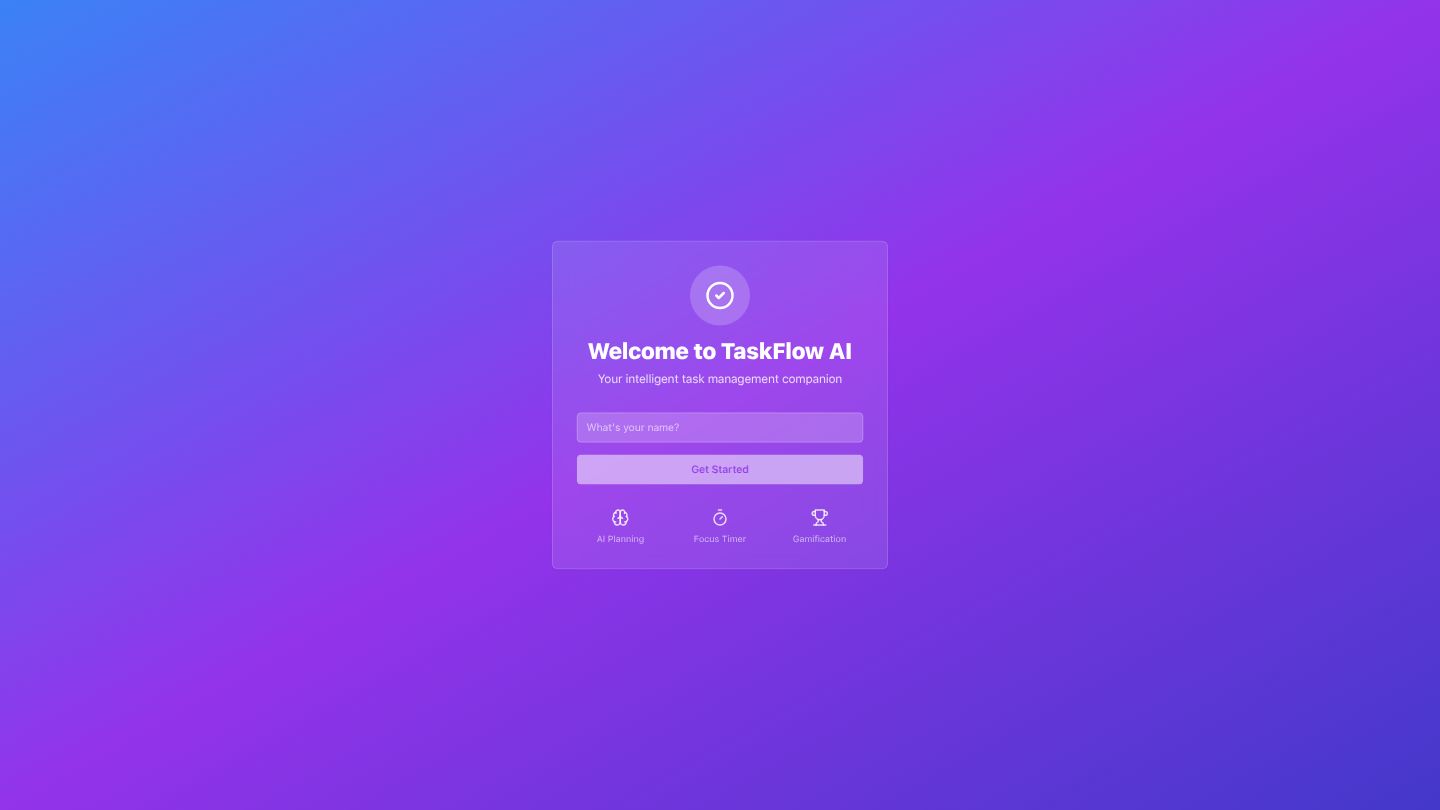 Welcome to TaskFlow AI
Your intelligent task management companion
What's your name?
Get Started
AI Planning
Focus Timer
Gamification